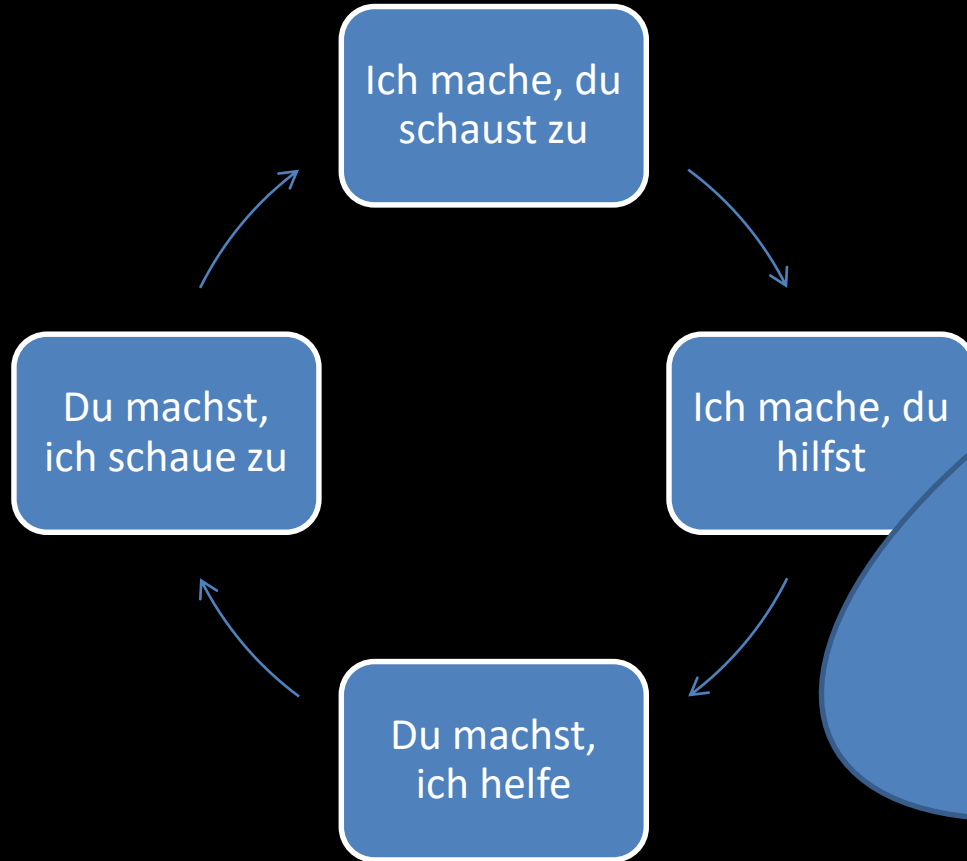 Ich mache, du
schaust zu
Ich mache, du
hilfst
Du machst,
ich helfe
Du machst,
ich schaue zu